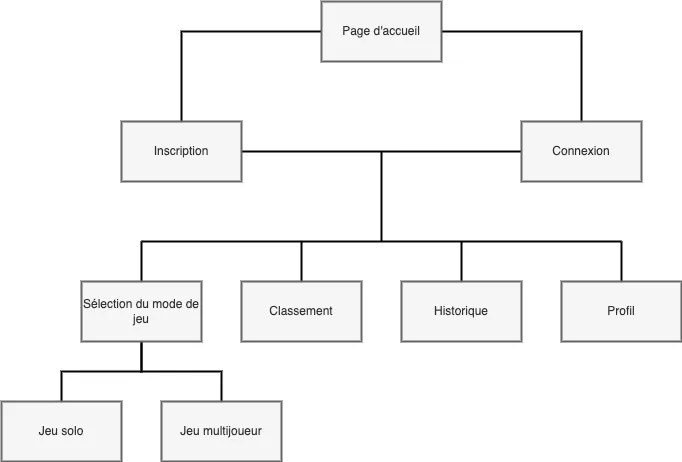 Page d'accueil
Inscription
Connexion
Sélection du mode de
jeu
Classement
Historique
Profil
Jeu solo
Jeu multijoueur